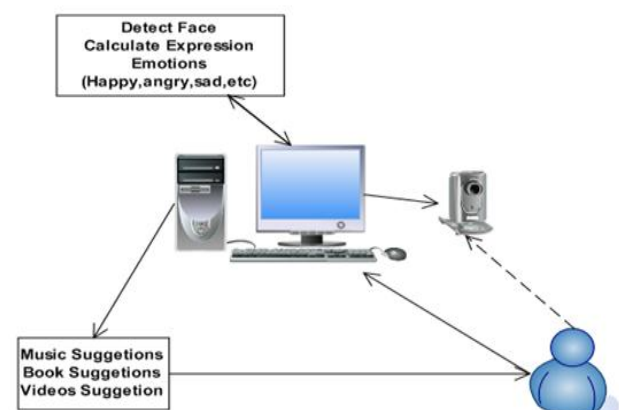 Detect Face
Calculate Expression
Emotions
(Happy,angry,sad,etc)
Music Suggetions
Book Suggetions
Videos Suggetion